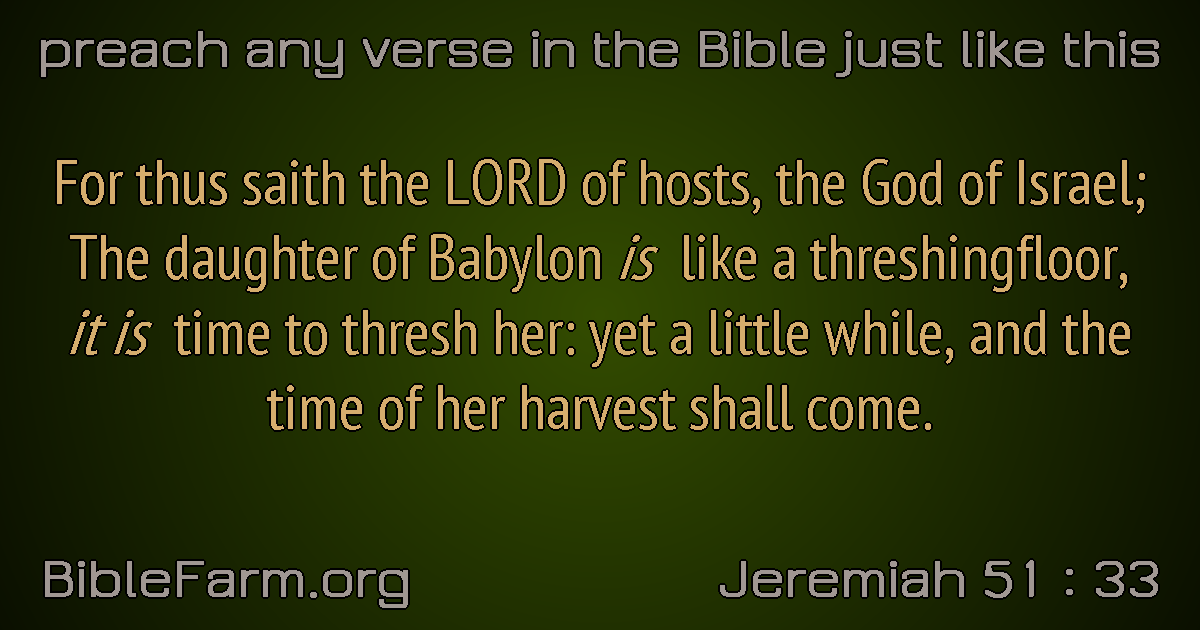 preach any verse in the Bible just like this
For thus saith the LORD of hosts, the God of Israel;
The daughter of Babylon is like a threshingfloor,
it is time to thresh her: yet a little while, and the
time of her harvest shall come.
BibleFarm.org
Jeremiah 51 : 33